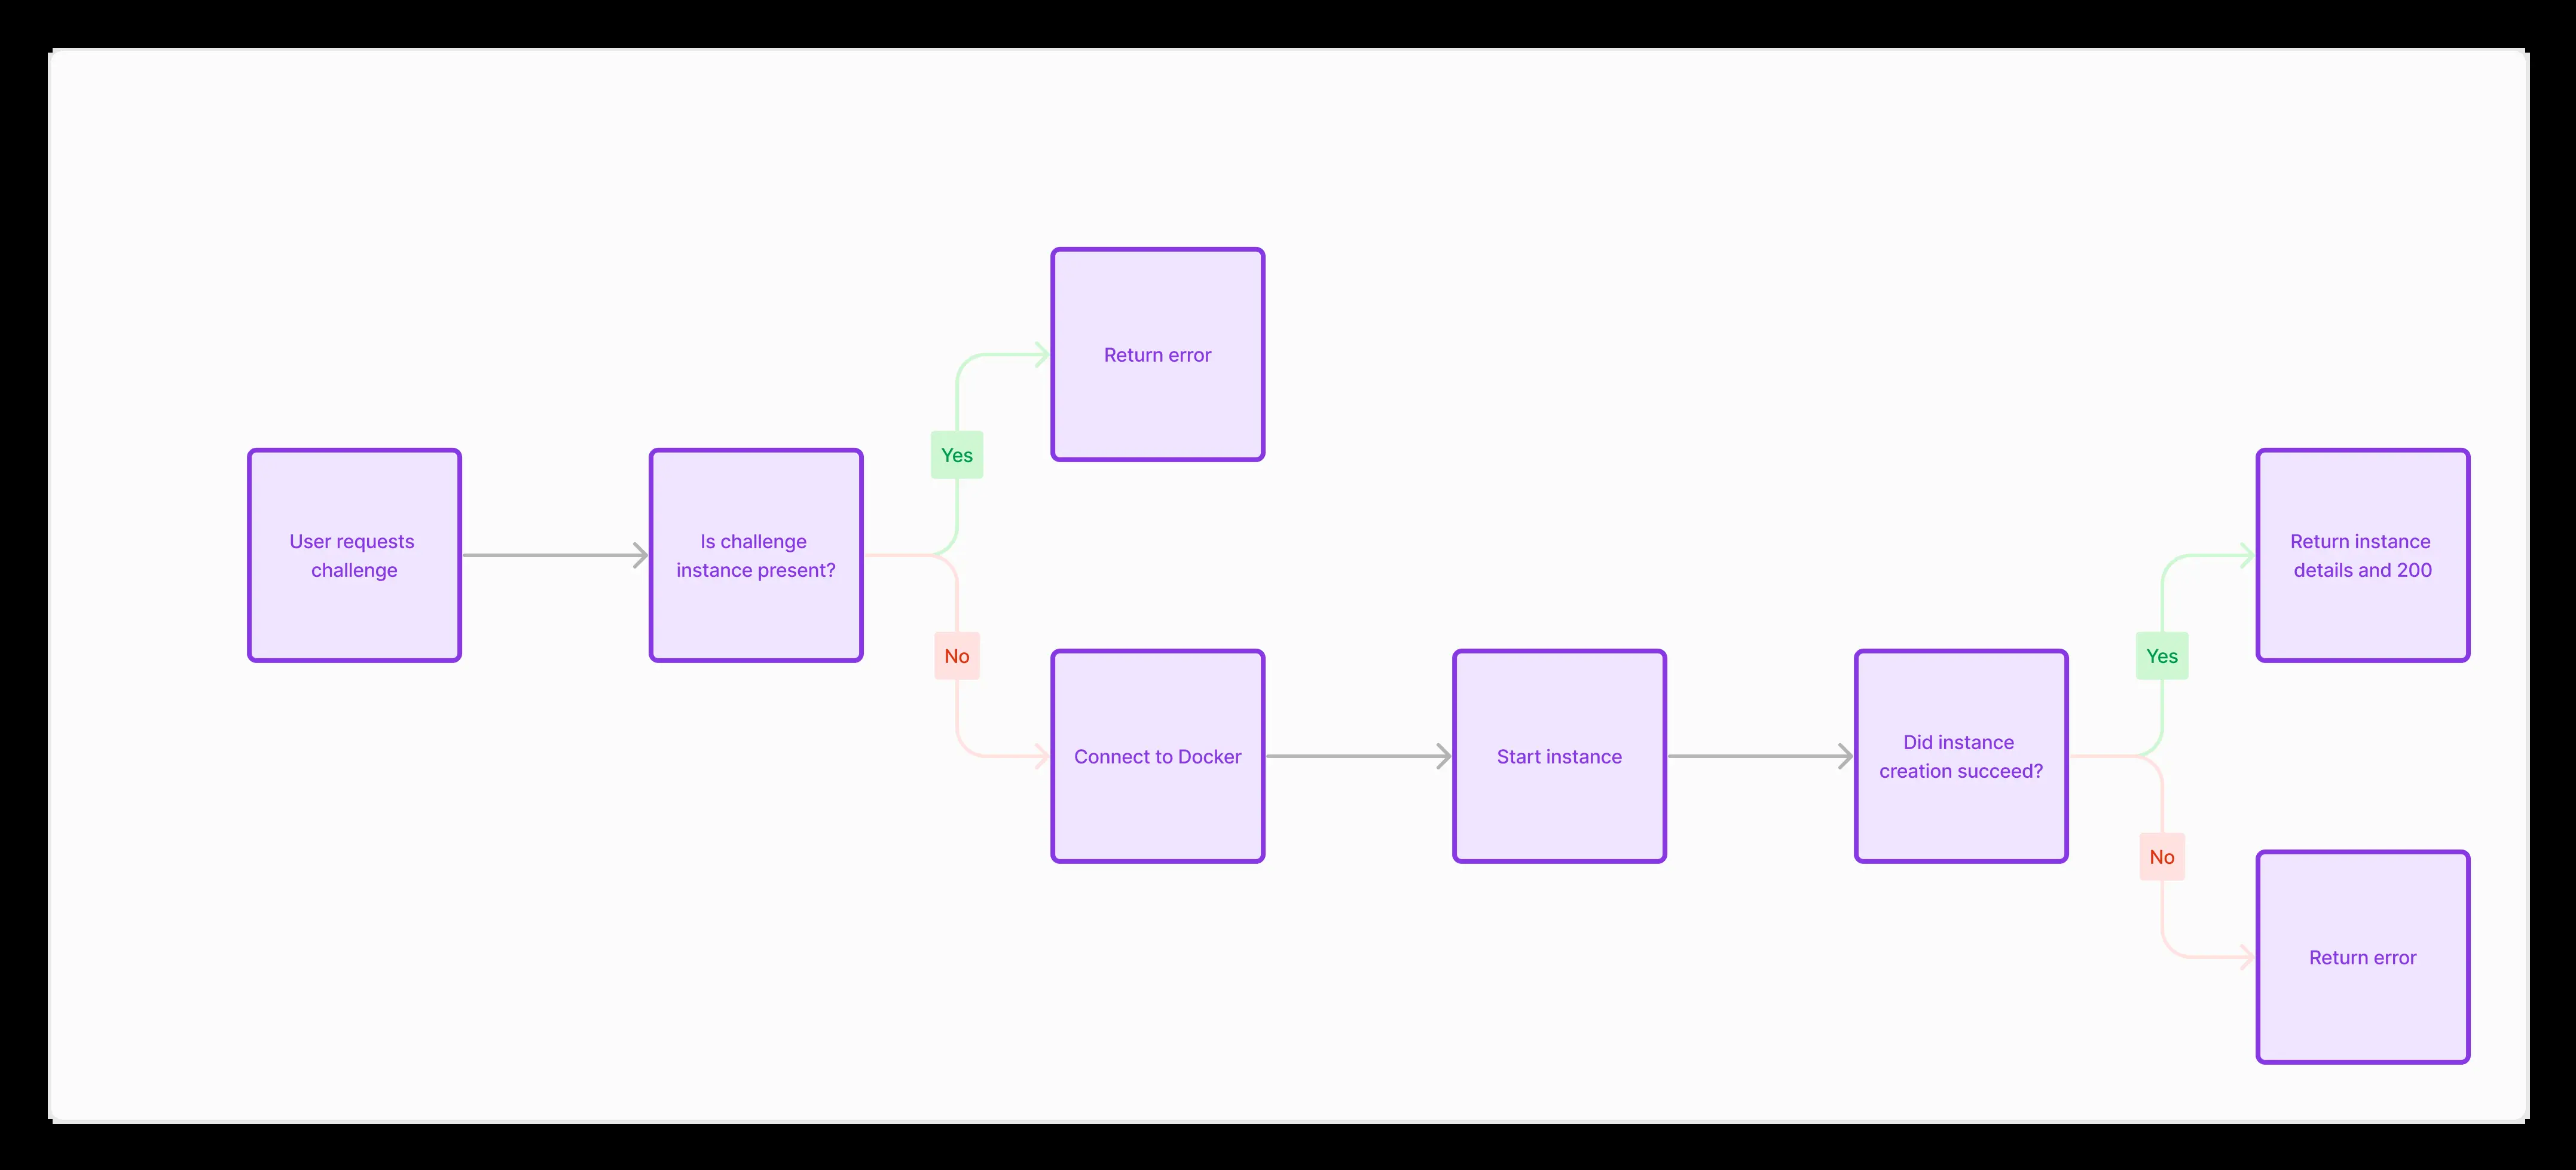 User requests
challenge
Is challenge
instance present?
Yes
Return error
No
Connect to Docker
Start instance
Did instance
creation succeed?
Yes
Return instance
details and 200
No
Return error